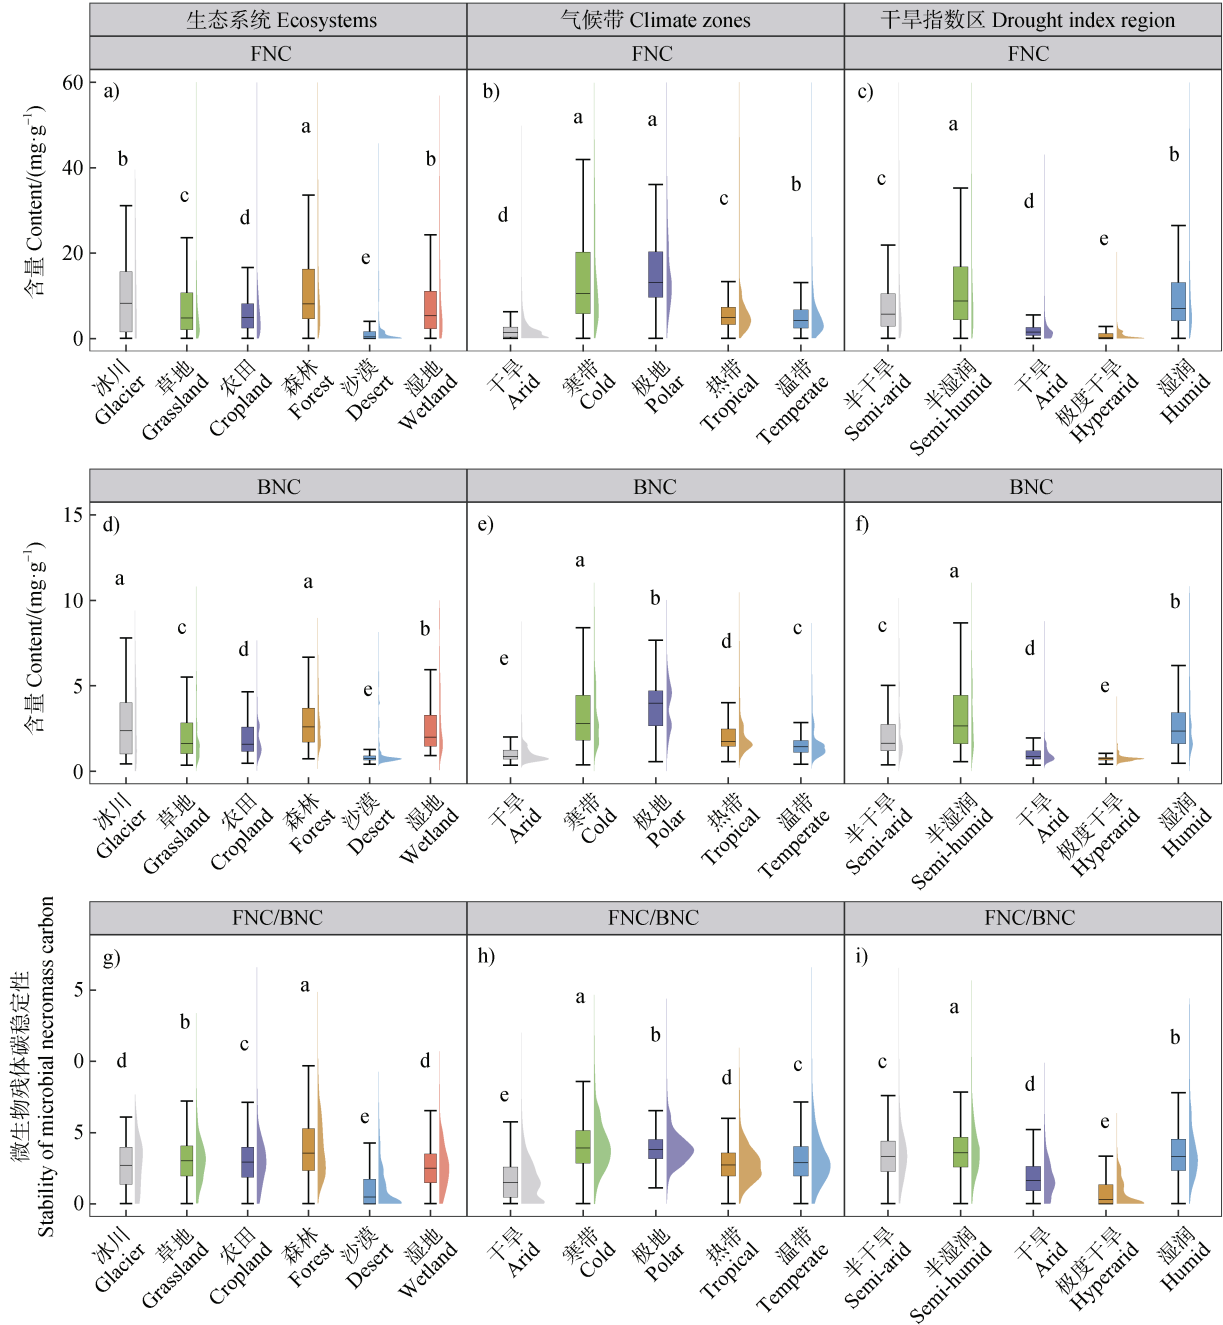 生态系统 Ecosystems
气候带 Climate zones
干旱指数区 Drought index region
FNC
FNC
FNC
含量 Content/(mg·g⁻¹)
60
40
20
0
a)
b
c
d
a
e
b
b)
d
a
a
c
b
c)
c
a
d
e
b
冰川 Glacier
草地 Grassland
农田 Cropland
森林 Forest
沙漠 Desert
湿地 Wetland
干旱 Arid
寒带 Cold
极地 Polar
热带 Tropical
温带 Temperate
半干旱 Semi-arid
半湿润 Semi-humid
干旱 Arid
极度干旱 Hyperarid
湿润 Humid
BNC
BNC
BNC
含量 Content/(mg·g⁻¹)
15
10
5
0
d)
a
c
d
a
e
b
e)
e
a
b
d
c
f)
c
a
d
e
b
冰川 Glacier
草地 Grassland
农田 Cropland
森林 Forest
沙漠 Desert
湿地 Wetland
干旱 Arid
寒带 Cold
极地 Polar
热带 Tropical
温带 Temperate
半干旱 Semi-arid
半湿润 Semi-humid
干旱 Arid
极度干旱 Hyperarid
湿润 Humid
FNC/BNC
FNC/BNC
FNC/BNC
微生物残体碳稳定性
Stability of microbial necromass carbon
5
0
5
0
g)
d
b
c
a
e
d
h)
e
a
b
d
c
i)
c
a
d
e
b
冰川 Glacier
草地 Grassland
农田 Cropland
森林 Forest
沙漠 Desert
湿地 Wetland
干旱 Arid
寒带 Cold
极地 Polar
热带 Tropical
温带 Temperate
半干旱 Semi-arid
半湿润 Semi-humid
干旱 Arid
极度干旱 Hyperarid
湿润 Humid